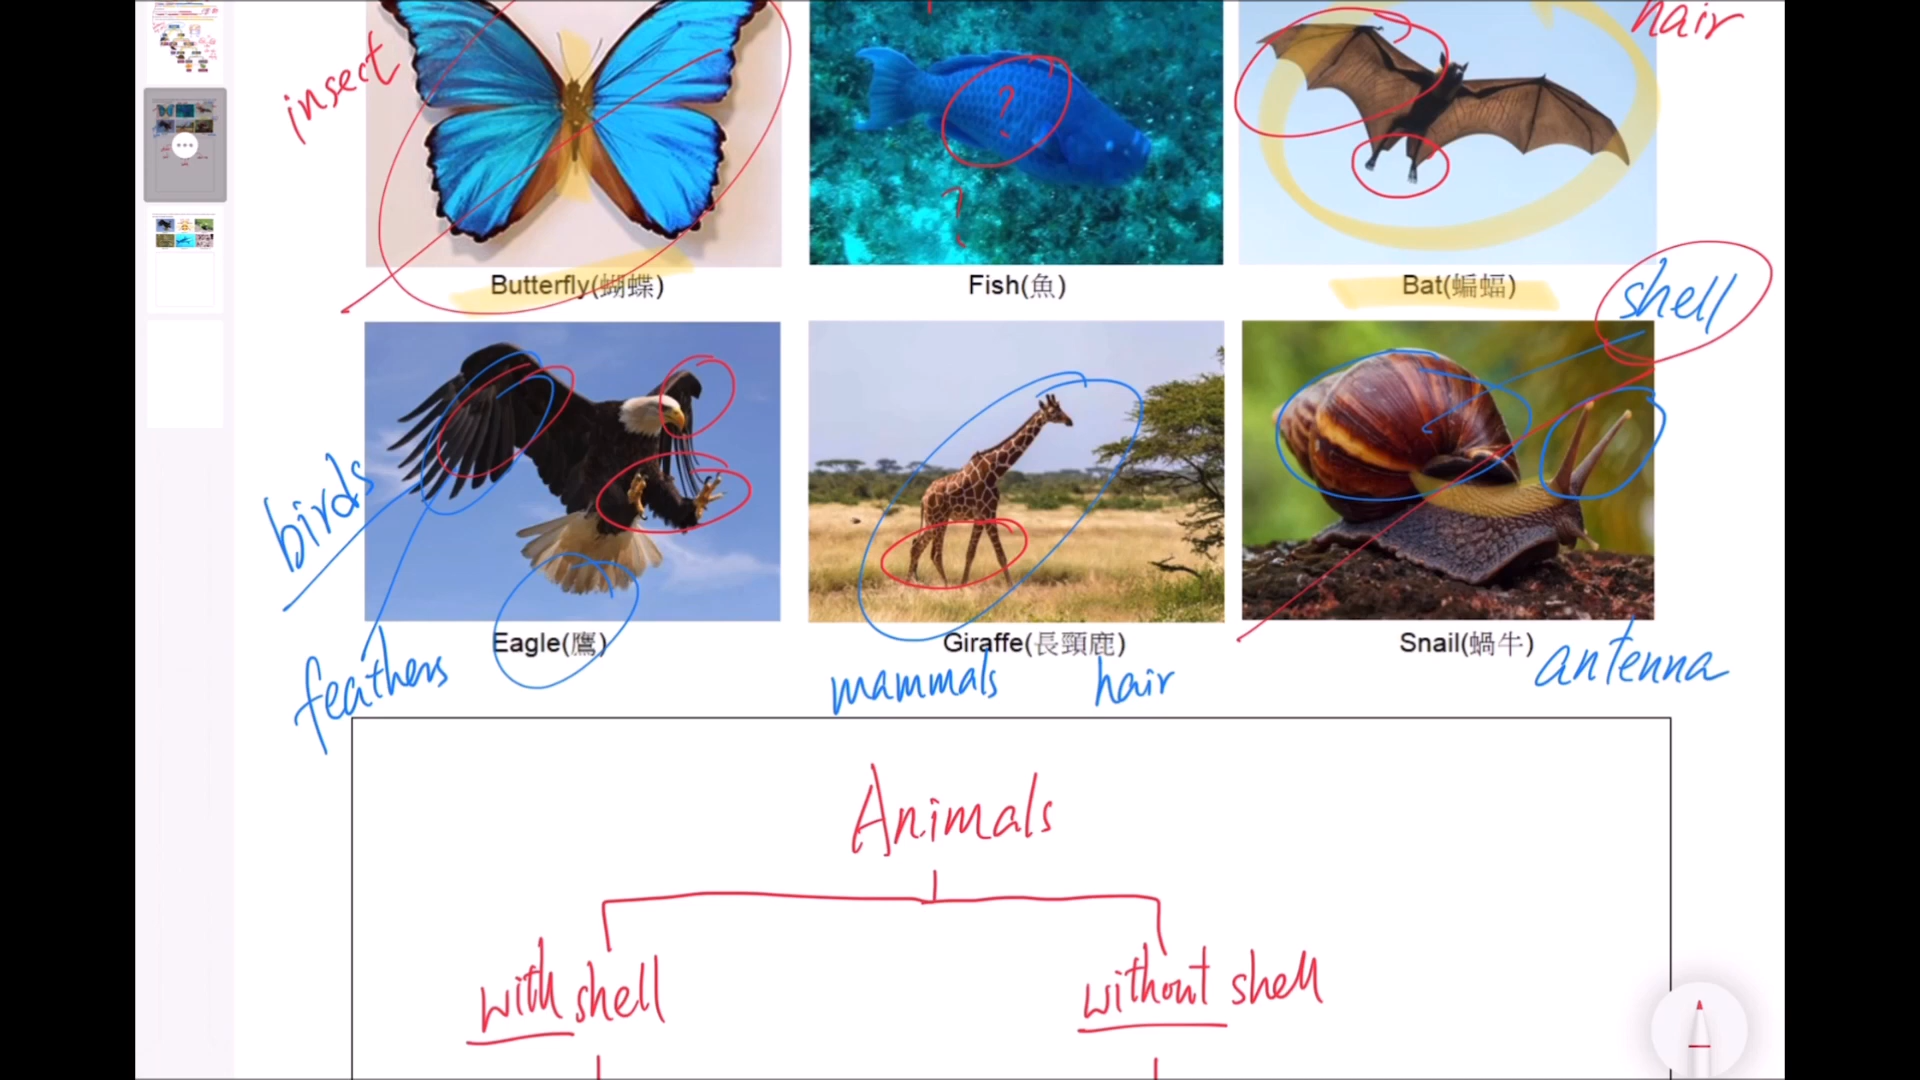 hair
insect
Butterfly(蝴蝶)
Fish(魚)
Bat(蝙蝠)
shell
birds
Eagle(鷹)
Giraffe(長頸鹿)
Snail(蝸牛)
feathers
mammals hair
antenna
Animals
with shell
without shell